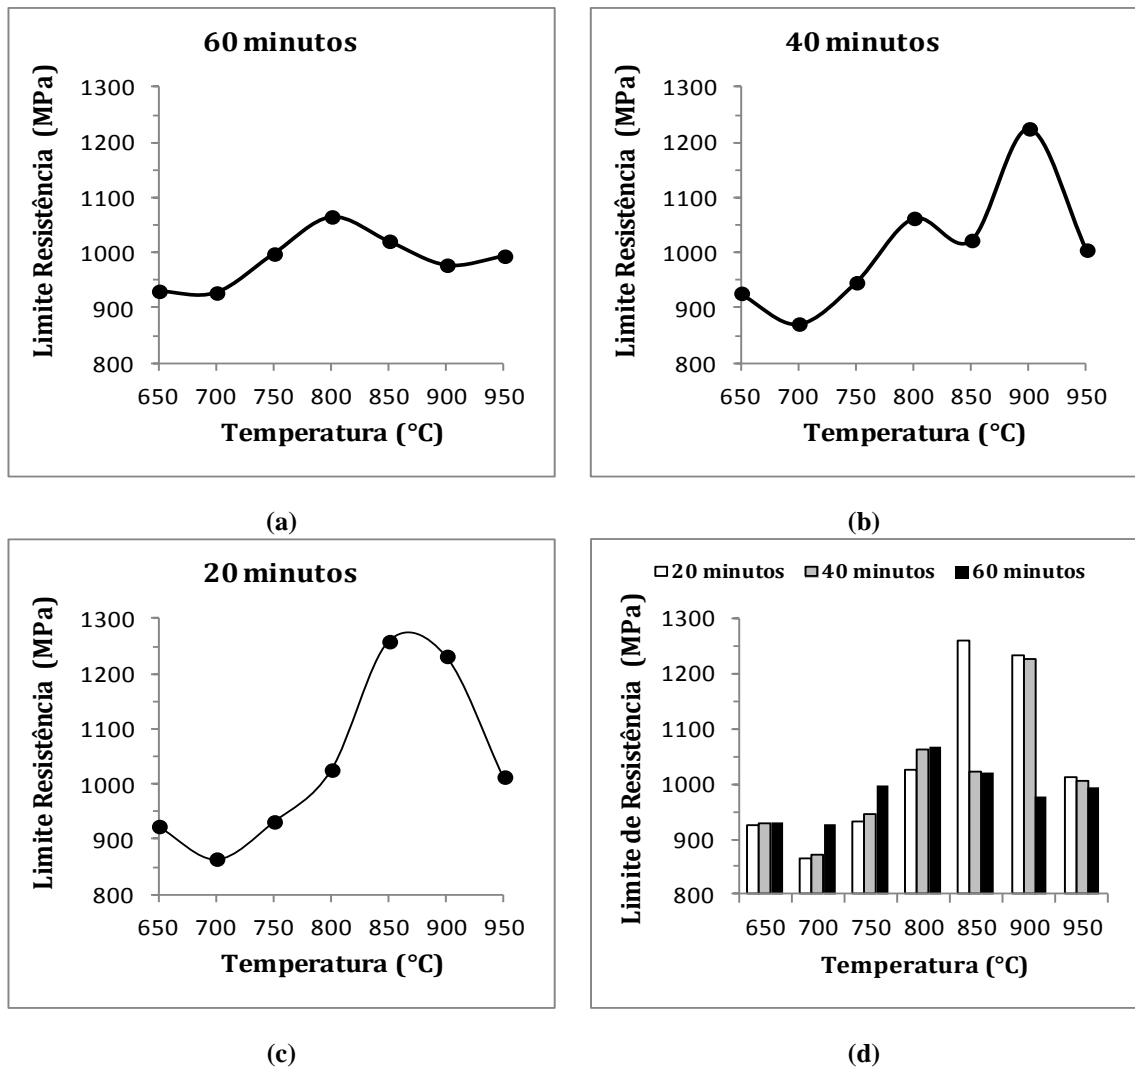 60 minutos
Limite Resistência (MPa)
1300
1200
1100
1000
900
800
650 700 750 800 850 900 950
Temperatura (°C)
(a)
40 minutos
Limite Resistência (MPa)
1300
1200
1100
1000
900
800
650 700 750 800 850 900 950
Temperatura (°C)
(b)
20 minutos
Limite Resistência (MPa)
1300
1200
1100
1000
900
800
650 700 750 800 850 900 950
Temperatura (°C)
(c)
20 minutos 40 minutos 60 minutos
Limite de Resistência (MPa)
1300
1200
1100
1000
900
800
650 700 750 800 850 900 950
Temperatura (°C)
(d)